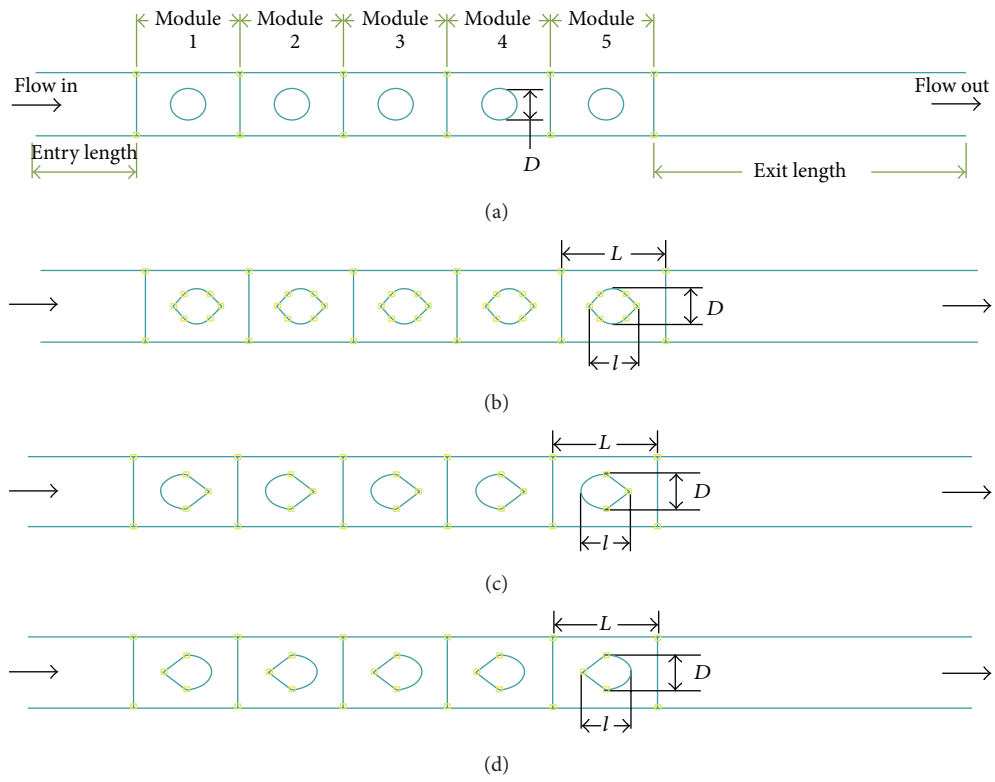 Module 1
Module 2
Module 3
Module 4
Module 5
Flow in
Flow out
Entry length
D
Exit length
(a)
L
D
l
(b)
L
D
l
(c)
L
D
l
(d)